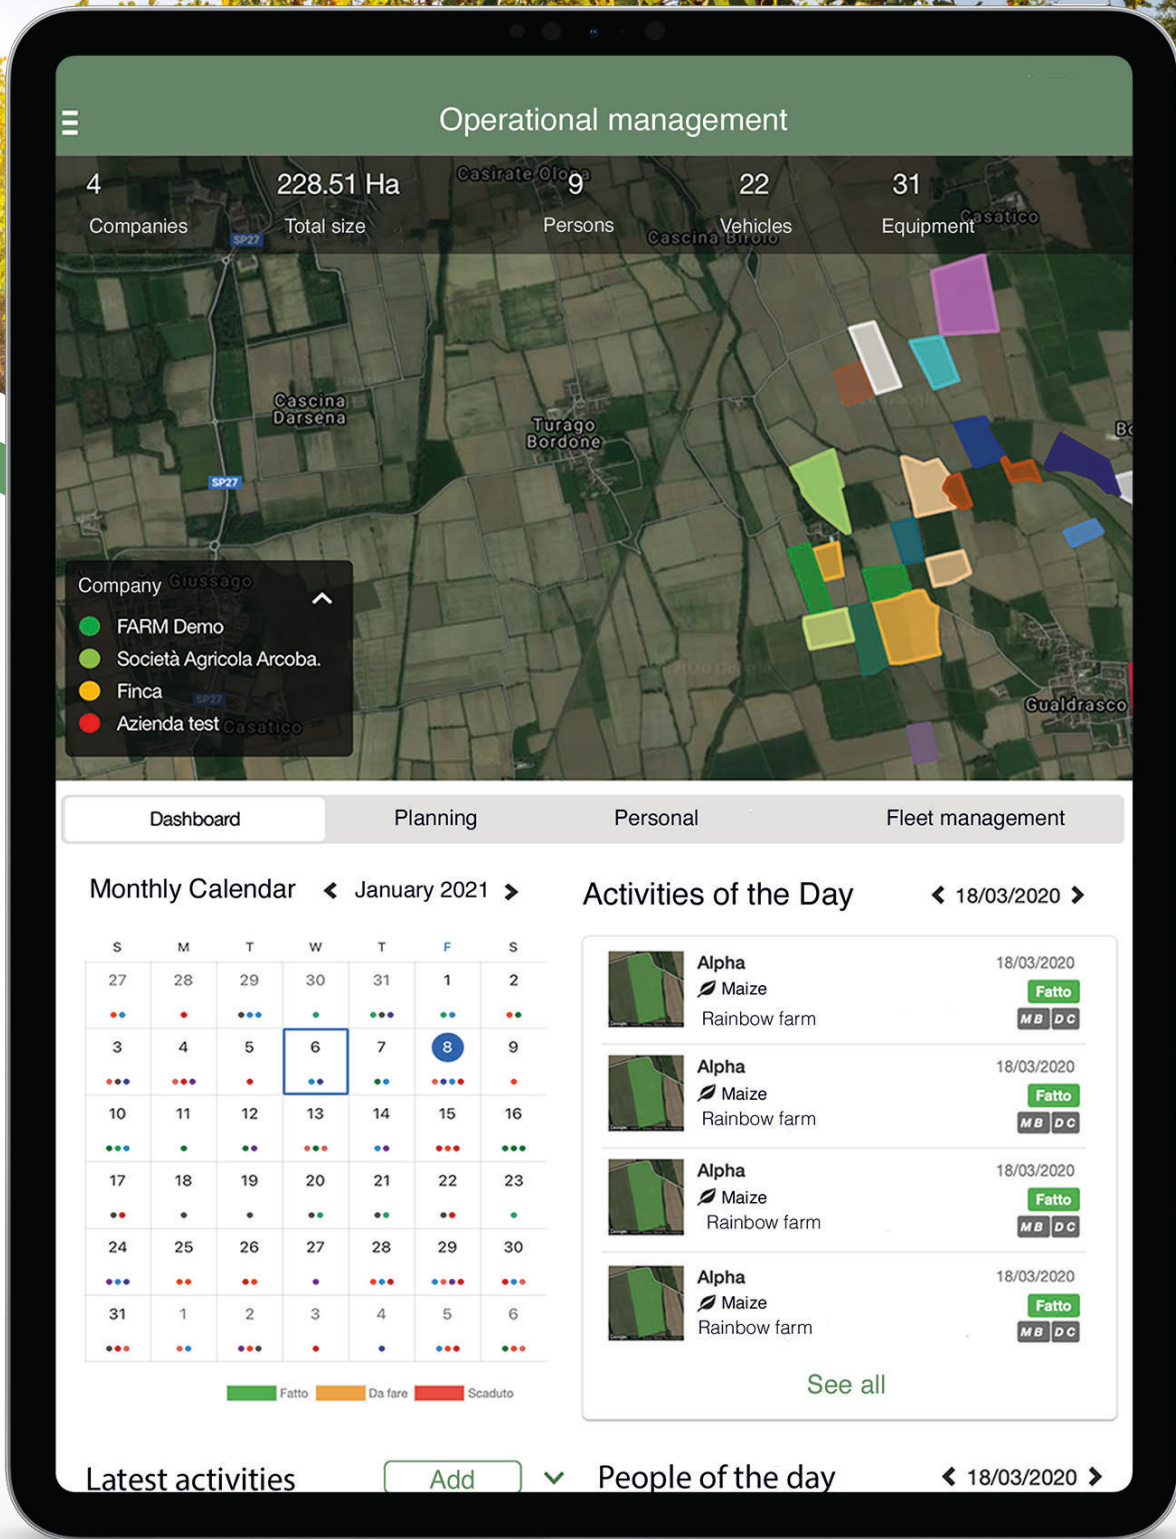 Operational management
4 228.51 Ha 9 22 31
Companies Total size Persons Vehicles Equipment
Casirate Olona
Casatico
Cascina Birolo
SP27
Cascina
Darsena
Turago
Bordone
SP27
Company
Giussago
FARM Demo
Società Agricola Arcoba.
Finca
SP27
Azienda test
Casatico
Gualdrasco
Dashboard Planning Personal Fleet management
Monthly Calendar < January 2021 >
S M T W T F S
27 28 29 30 31 1 2
3 4 5 6 7 8 9
10 11 12 13 14 15 16
17 18 19 20 21 22 23
24 25 26 27 28 29 30
31 1 2 3 4 5 6
Fatto Da fare Scaduto
Activities of the Day < 18/03/2020 >
Alpha 18/03/2020
Maize Fatto
Rainbow farm MB DC
Alpha 18/03/2020
Maize Fatto
Rainbow farm MB DC
Alpha 18/03/2020
Maize Fatto
Rainbow farm MB DC
Alpha 18/03/2020
Maize Fatto
Rainbow farm MB DC
See all
Latest activities Add
People of the day < 18/03/2020 >